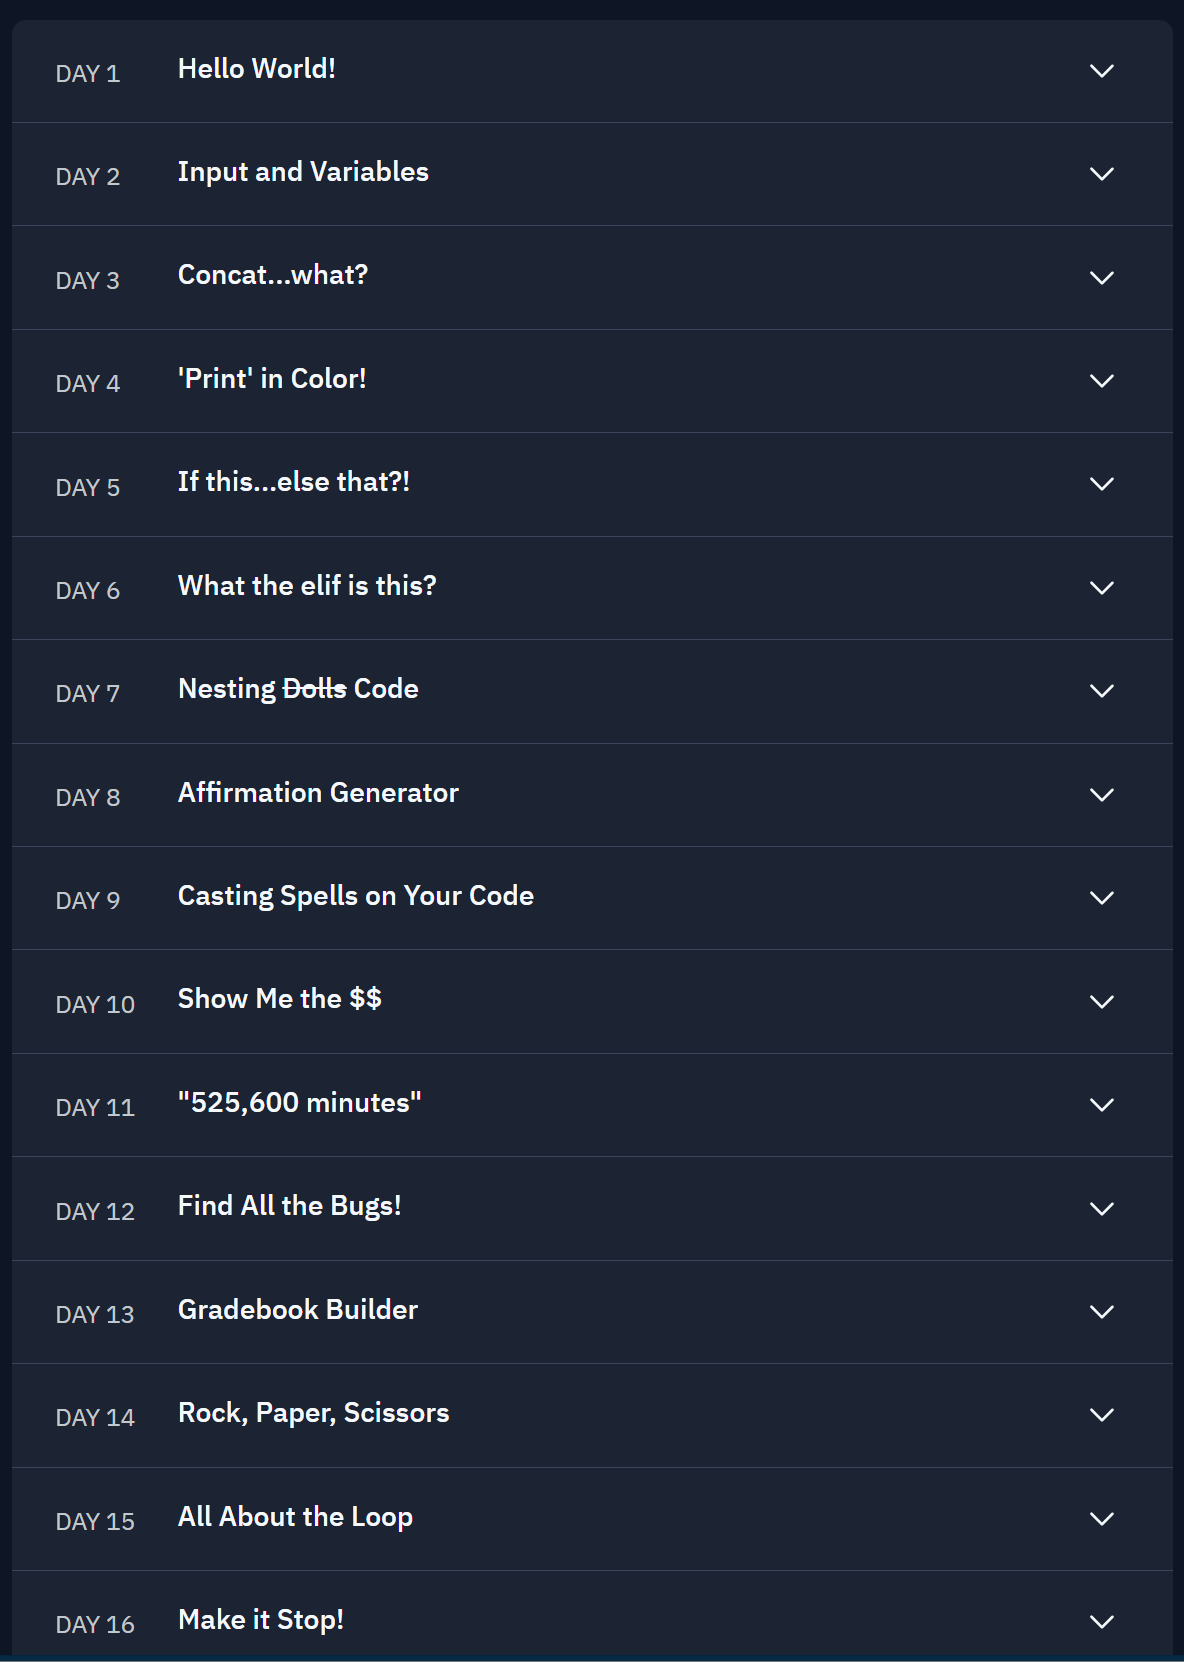 DAY 1 Hello World!
DAY 2 Input and Variables
DAY 3 Concat...what?
DAY 4 'Print' in Color!
DAY 5 If this...else that?!
DAY 6 What the elif is this?
DAY 7 Nesting Dolls Code
DAY 8 Affirmation Generator
DAY 9 Casting Spells on Your Code
DAY 10 Show Me the $$
DAY 11 "525,600 minutes"
DAY 12 Find All the Bugs!
DAY 13 Gradebook Builder
DAY 14 Rock, Paper, Scissors
DAY 15 All About the Loop
DAY 16 Make it Stop!